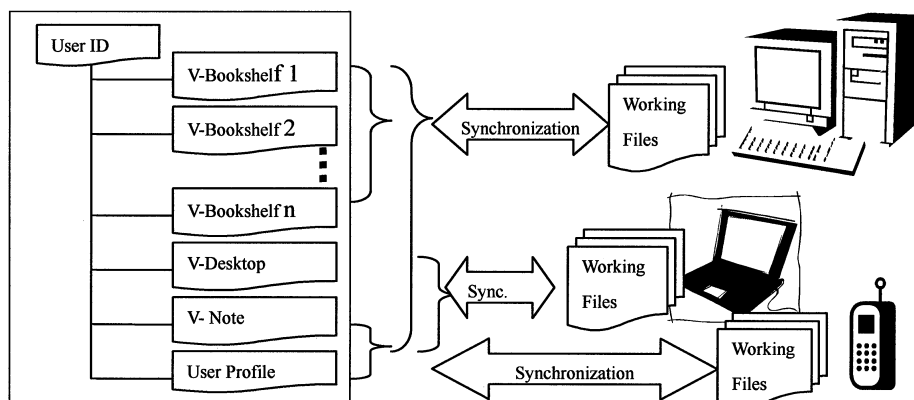 User ID
V-Bookshelf 1
V-Bookshelf 2
V-Bookshelf n
V-Desktop
V- Note
User Profile
Synchronization
Working
Files
Sync.
Working
Files
Synchronization
Working
Files